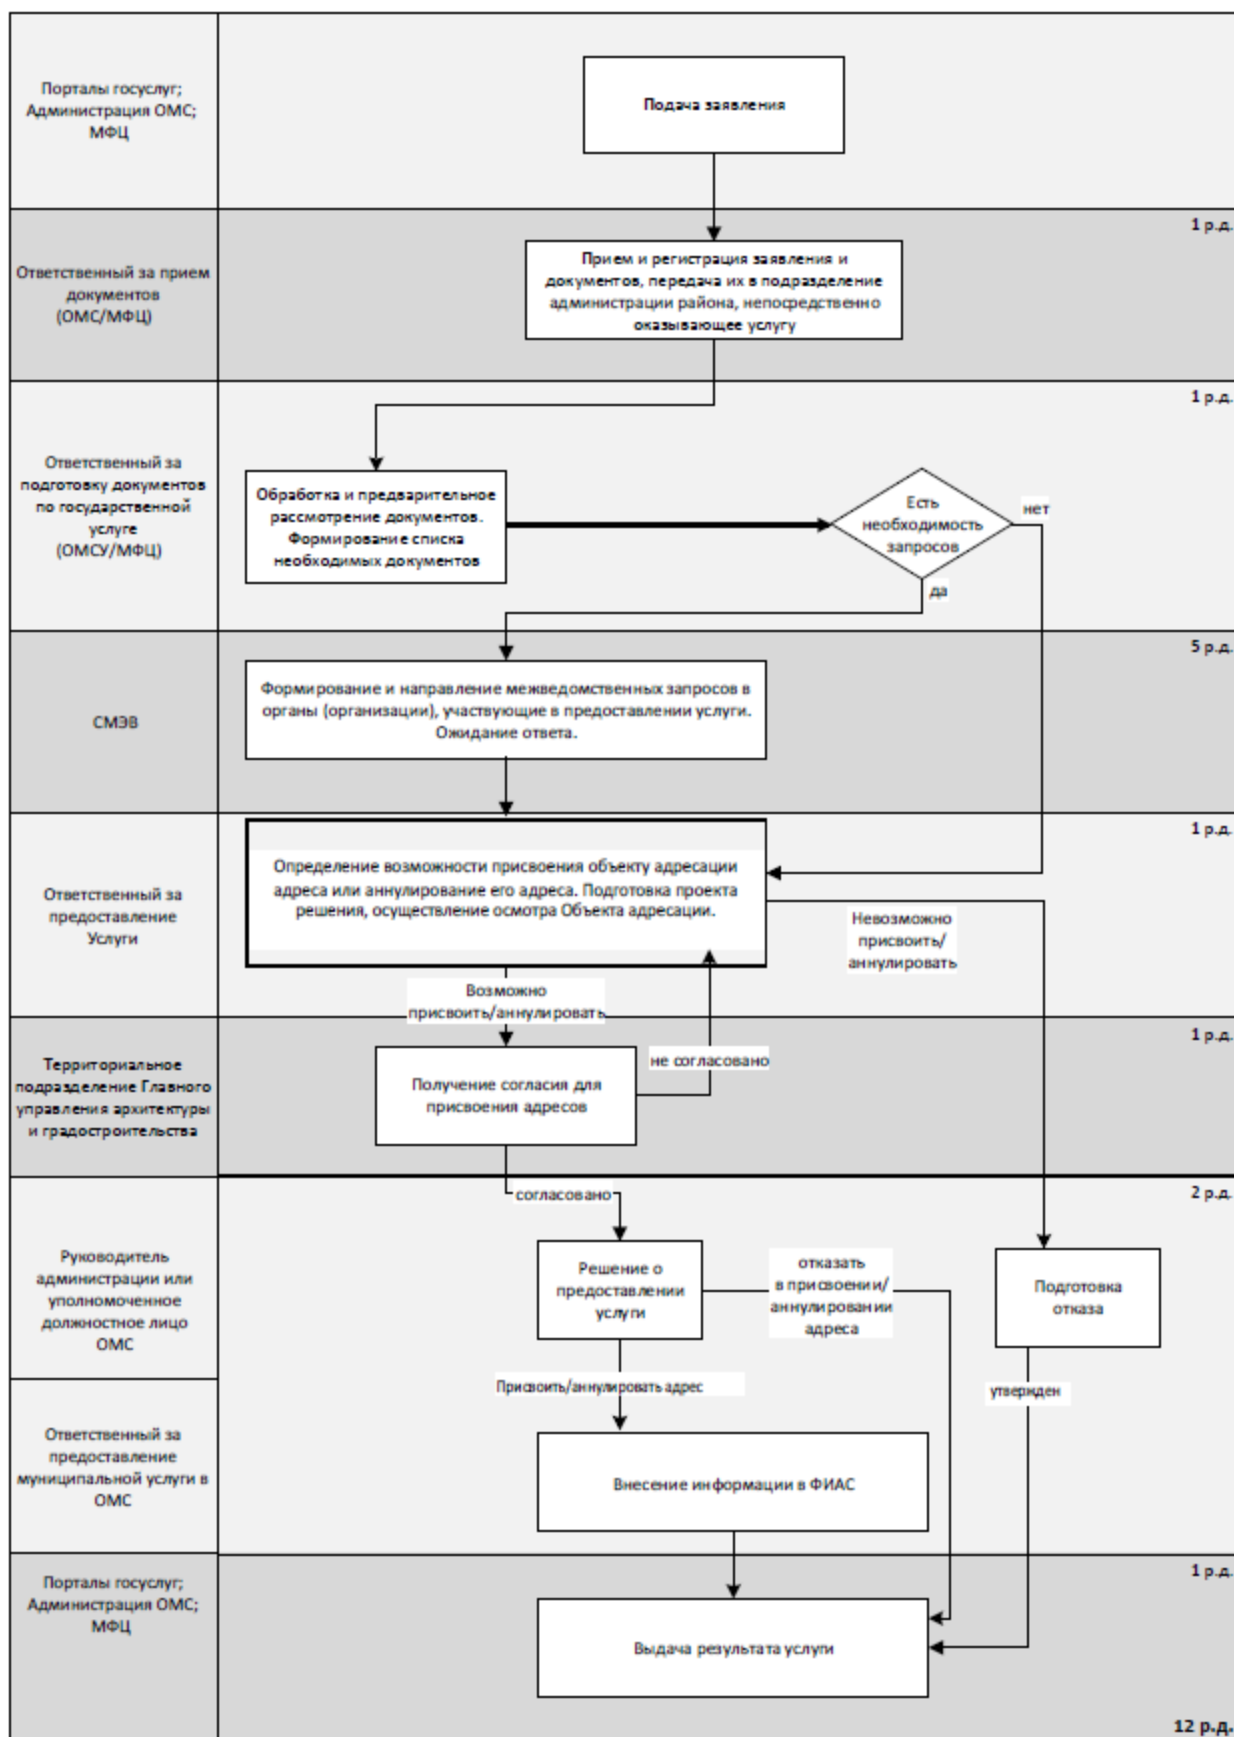 Порталы госуслуг;
Администрация ОМС;
МФЦ
Подача заявления
1 р.д.
Ответственный за прием
документов
(ОМС/МФЦ)
Прием и регистрация заявления и
документов, передача их в подразделение
администрации района, непосредственно
оказывающее услугу
1 р.д.
Ответственный за
подготовку документов
по государственной
услуге
(ОМСУ/МФЦ)
Обработка и предварительное
рассмотрение документов.
Формирование списка
необходимых документов
Есть
необходимость
запросов
нет
да
5 р.д.
СМЭВ
Формирование и направление межведомственных запросов в
органы (организации), участвующие в предоставлении услуги.
Ожидание ответа.
1 р.д.
Ответственный за
предоставление
Услуги
Определение возможности присвоения объекту адресации
адреса или аннулирование его адреса. Подготовка проекта
решения, осуществление осмотра Объекта адресации.
Невозможно
присвоить/
аннулировать
Возможно
присвоить/аннулировать
1 р.д.
Территориальное
подразделение Главного
управления архитектуры
и градостроительства
Получение согласия для
присвоения адресов
не согласовано
согласовано
2 р.д.
Руководитель
администрации или
уполномоченное
должностное лицо
ОМС
Решение о
предоставлении
услуги
отказать
в присвоении/
аннулировании
адреса
Подготовка
отказа
Присвоить/аннулировать адрес
утвержден
Ответственный за
предоставление
муниципальной услуги в
ОМС
Внесение информации в ФИАС
1 р.д.
Порталы госуслуг;
Администрация ОМС;
МФЦ
Выдача результата услуги
12 р.д.